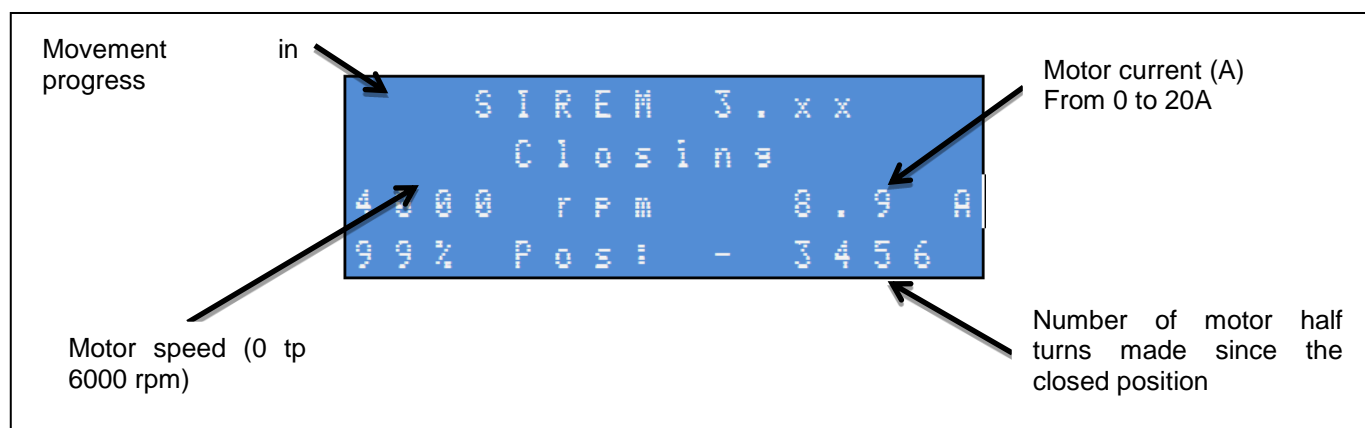 Movement in
progress
Motor current (A)
From 0 to 20A
SIREM 3.xx
Closing
4000 rpm 8.9 A
99% Pos: - 3456
Motor speed (0 tp
6000 rpm)
Number of motor half
turns made since the
closed position